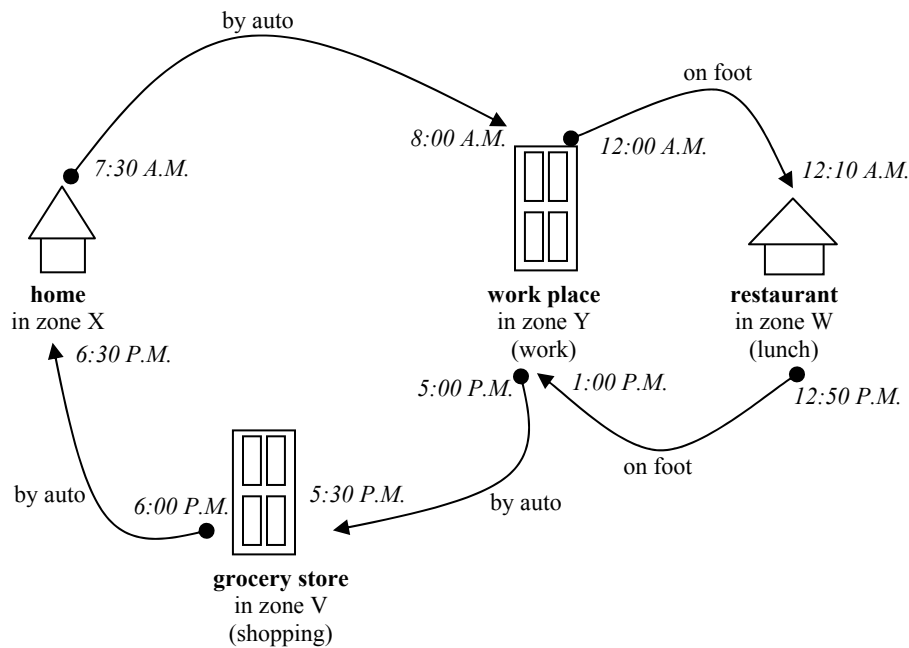 by auto
on foot
8:00 A.M.
12:00 A.M.
7:30 A.M.
12:10 A.M.
home
in zone X
work place
in zone Y
(work)
restaurant
in zone W
(lunch)
6:30 P.M.
5:00 P.M.
1:00 P.M.
12:50 P.M.
on foot
by auto
6:00 P.M.
5:30 P.M.
by auto
grocery store
in zone V
(shopping)